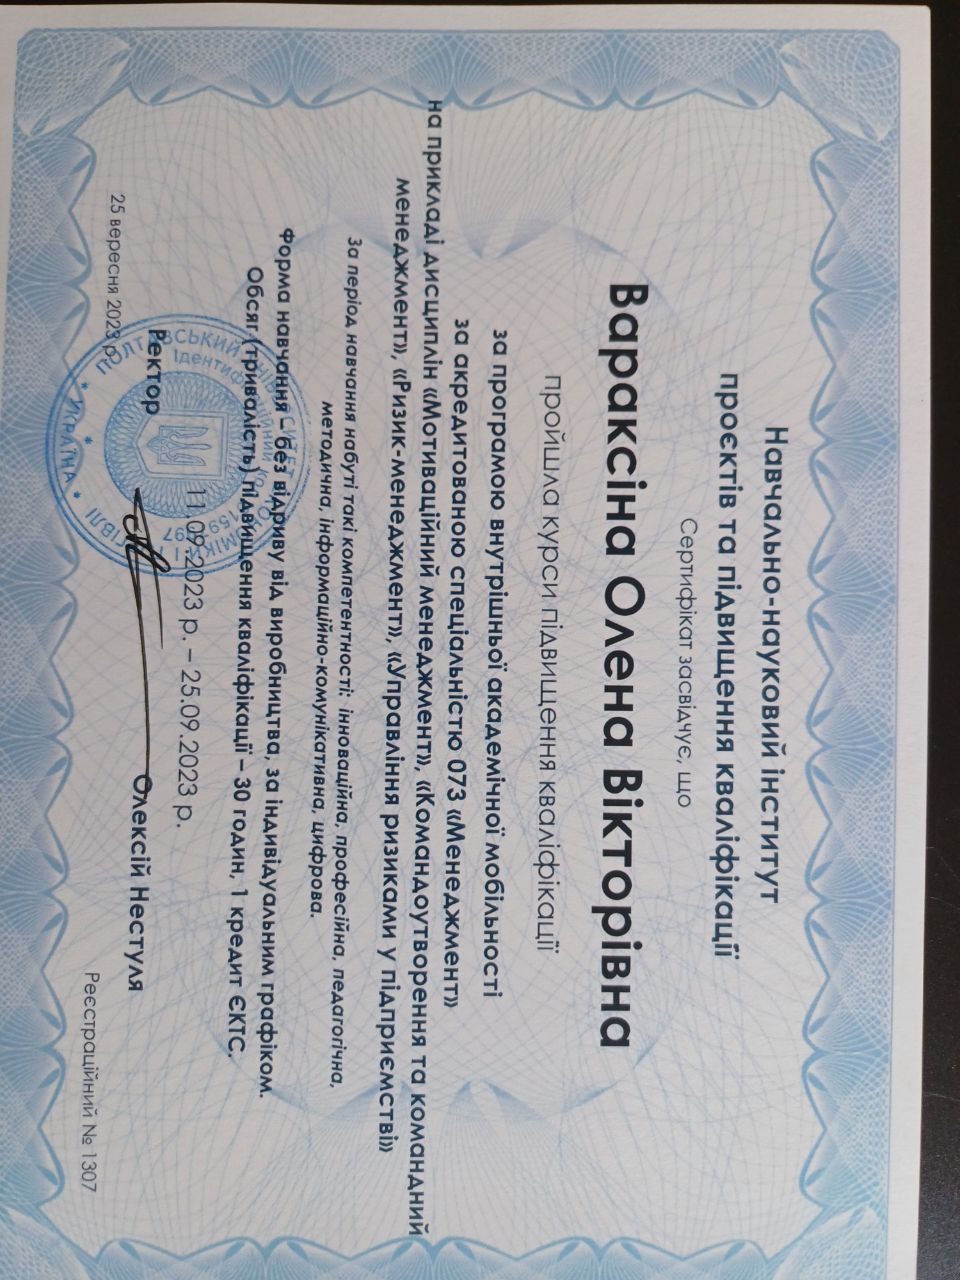 Навчально-науковий інститут
проєктів та підвищення кваліфікації
Сертифікат засвідчує, що
Вараксіна Олена Вікторівна
пройшла курси підвищення кваліфікації
за програмою внутрішньої академічної мобільності
за акредитованою спеціальністю 073 «Менеджмент»
на прикладі дисциплін «Мотиваційний менеджмент», «Командоутворення та командний
менеджмент», «Ризик-менеджмент», «Управління ризиками у підприємстві»
За період навчання набуті такі компетентності: інноваційна, професійна, педагогічна,
методична, інформаційно-комунікативна, цифрова.
Форма навчання – без відриву від виробництва, за індивідуальним графіком.
Обсяг (тривалість) підвищення кваліфікації – 30 годин, 1 кредит ЄКТС.
11.09.2023 р. – 25.09.2023 р.
Ректор Олексій Нестуля
25 вересня 2023 р.
Реєстраційний № 1307
ПОЛТАВСЬКИЙ
УКРАЇНА